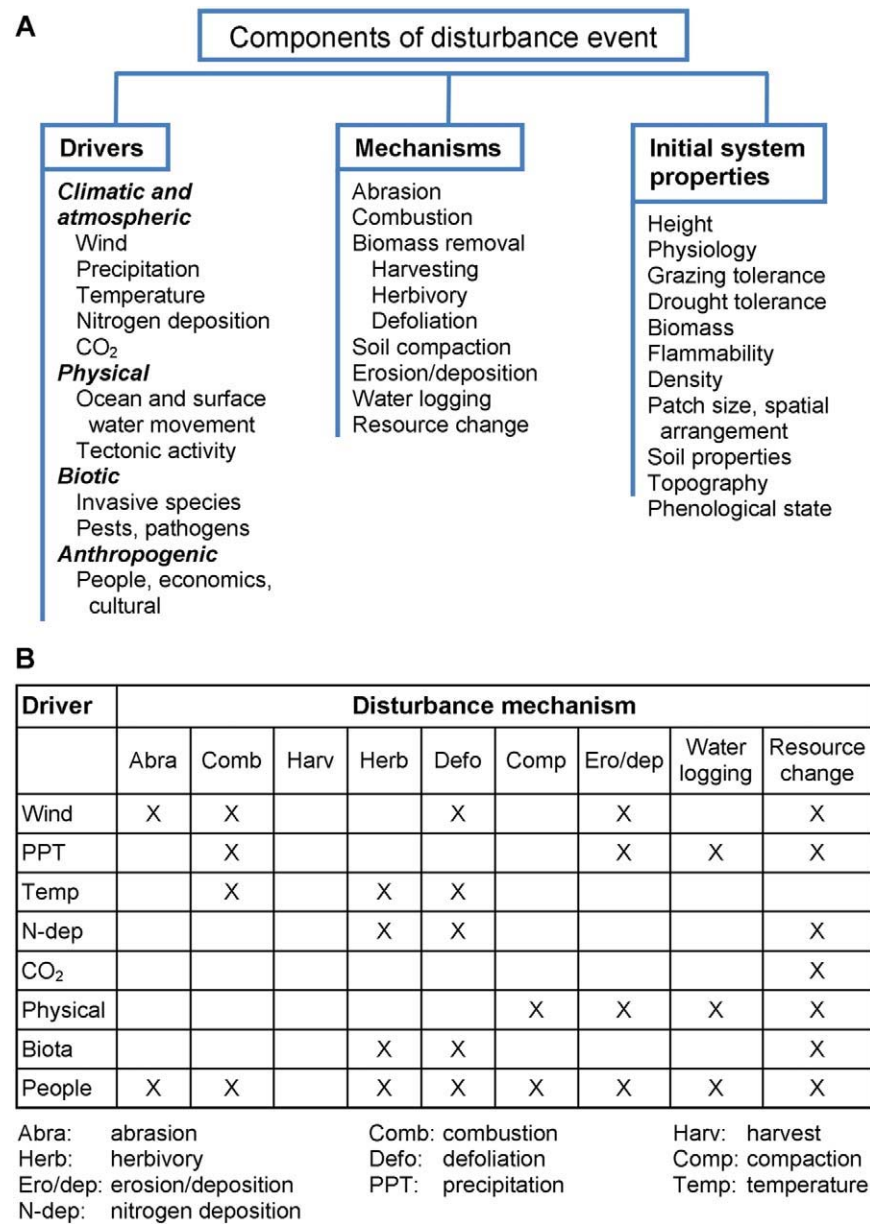 A
Components of disturbance event
Drivers
Climatic and
atmospheric
Wind
Precipitation
Temperature
Nitrogen deposition
CO₂
Physical
Ocean and surface
water movement
Tectonic activity
Biotic
Invasive species
Pests, pathogens
Anthropogenic
People, economics,
cultural
Mechanisms
Abrasion
Combustion
Biomass removal
Harvesting
Herbivory
Defoliation
Soil compaction
Erosion/deposition
Water logging
Resource change
Initial system
properties
Height
Physiology
Grazing tolerance
Drought tolerance
Biomass
Flammability
Density
Patch size, spatial
arrangement
Soil properties
Topography
Phenological state
B
Driver Disturbance mechanism
Abra Comb Harv Herb Defo Comp Ero/dep Water logging Resource change
Wind X X X X X
PPT X X X X
Temp X X X
N-dep X X X
CO₂ X
Physical X X X X
Biota X X X
People X X X X X X X X
Abra: abrasion Comb: combustion Harv: harvest
Herb: herbivory Defo: defoliation Comp: compaction
Ero/dep: erosion/deposition PPT: precipitation Temp: temperature
N-dep: nitrogen deposition